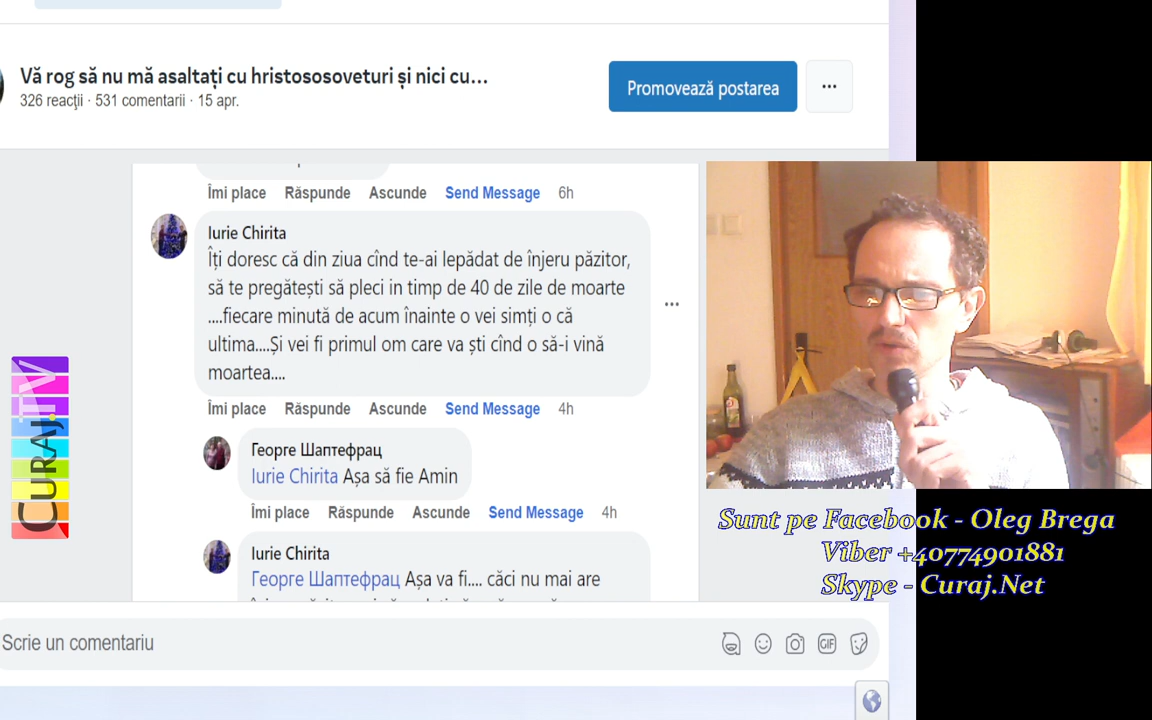 Vă rog să nu mă asaltați cu hristososoveturi și nici cu...
326 reacții · 531 comentarii · 15 apr.
Promovează postarea
Îmi place Răspunde Ascunde Send Message 6h
Iurie Chirita
Îți doresc că din ziua cînd te-ai lepădat de înjeru păzitor,
să te pregătești să pleci in timp de 40 de zile de moarte
....fiecare minută de acum înainte o vei simți o că
ultima....Și vei fi primul om care va ști cînd o să-i vină
moartea....
Îmi place Răspunde Ascunde Send Message 4h
Георге Шаптефрац
Iurie Chirita Așa să fie Amin
Îmi place Răspunde Ascunde Send Message 4h
Iurie Chirita
Георге Шаптефрац Așa va fi.... căci nu mai are
Scrie un comentariu
GIF
CURAJ.TV
Sunt pe Facebook - Oleg Brega
Viber +40774901881
Skype - Curaj.Net